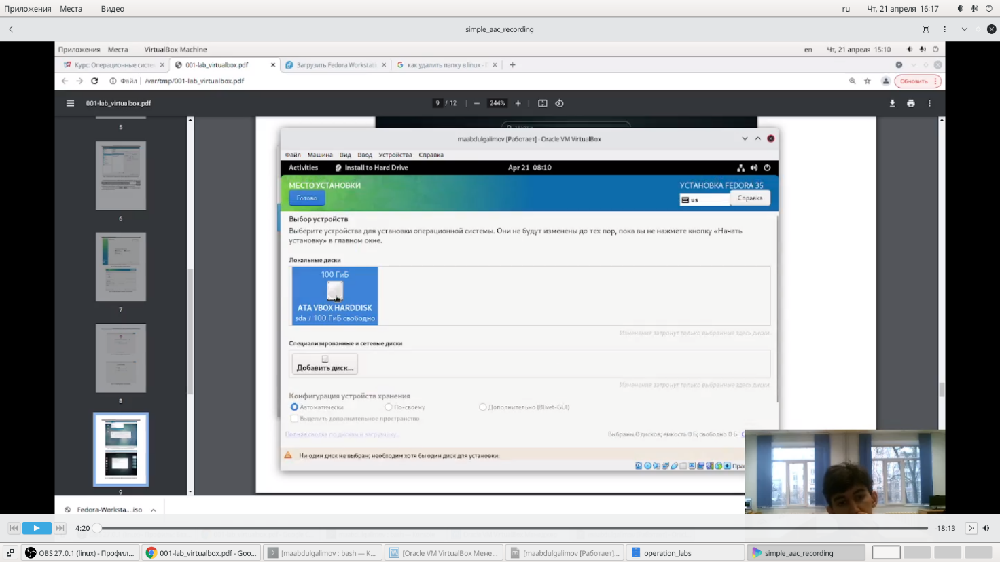 Приложения Места Видео ru Чт, 21 апреля 16:17
simple_aac_recording
Приложения Места VirtualBox Machine en Чт, 21 апреля 15:10
Курс: Операционные систе 001-lab_virtualbox.pdf Загрузить Fedora Workstat как удалить папку в linux -
Файл /var/tmp/001-lab_virtualbox.pdf Обновить
001-lab_virtualbox.pdf 9 / 12 244%
5
6
7
8
9
maabdulgalimov [Работает] - Oracle VM VirtualBox
Файл Машина Вид Ввод Устройства Справка
Activities Install to Hard Drive Apr 21 08:10
МЕСТО УСТАНОВКИ УСТАНОВКА FEDORA 35
Готово us Справка
Выбор устройств
Выберите устройства для установки операционной системы. Они не будут изменены до тех пор, пока вы не нажмете кнопку «Начать
установку» в главном окне.
Локальные диски
100 ГиБ
ATA VBOX HARDDISK
sda / 100 ГиБ свободно
Изменения затронут только выбранные здесь диски.
Специализированные и сетевые диски
Добавить диск...
Изменения затронут только выбранные здесь диски.
Конфигурация устройств хранения
Автоматически По-своему Дополнительно (Blivet-GUI)
Выделить дополнительное пространство
Полная сводка по дискам и загрузчику... Выбраны 0 дисков; емкость 0 Б; свободно 0 Б
Ни один диск не выбран; необходим хотя бы один диск для установки.
Пра
Fedora-Worksta....iso
4:20 -18:13
OBS 27.0.1 (linux) - Профил... 001-lab_virtualbox.pdf - Goo... [maabdulgalimov : bash — K... [Oracle VM VirtualBox Мене... [maabdulgalimov [Работает]... operation_labs simple_aac_recording